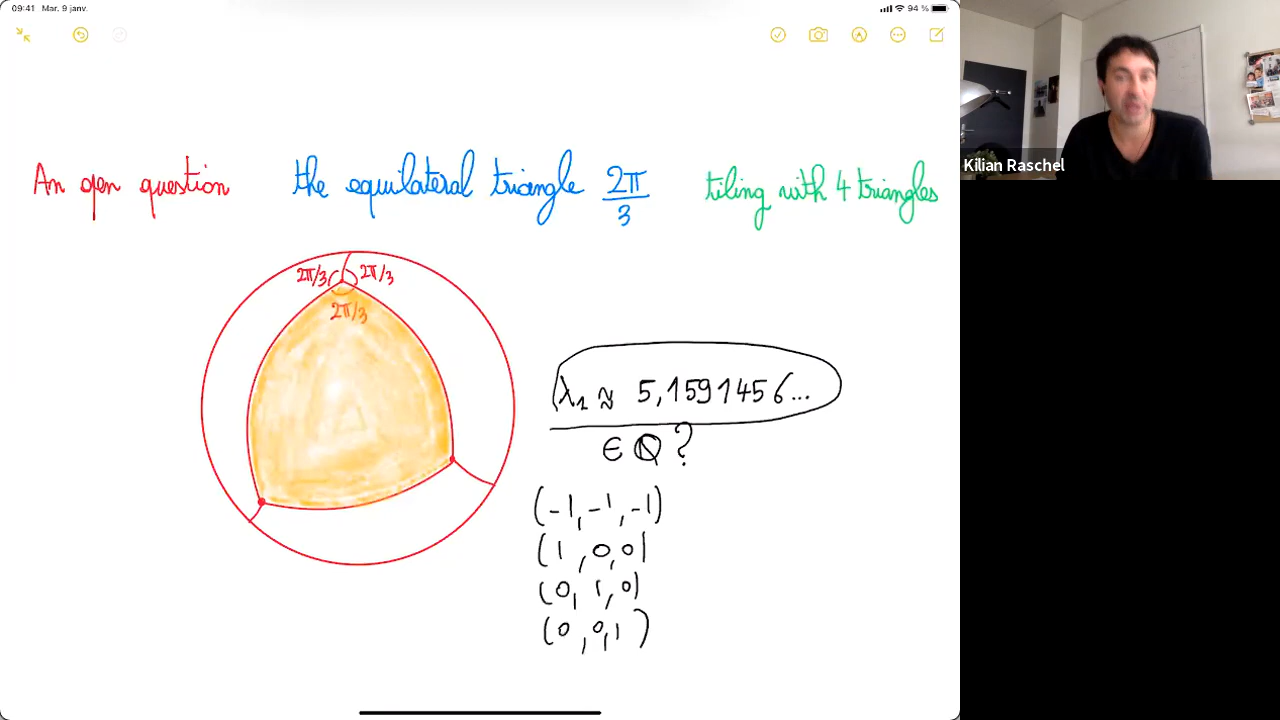 09:41 Mar. 9 janv.
94 %
An open question the equilateral triangle 2π/3 tiling with 4 triangles
2π/3 2π/3
2π/3
λ₁ ≈ 5,1591456...
∈ ℚ ?
(-1, -1, -1)
(1, 0, 0)
(0, 1, 0)
(0, 0, 1)
Kilian Raschel